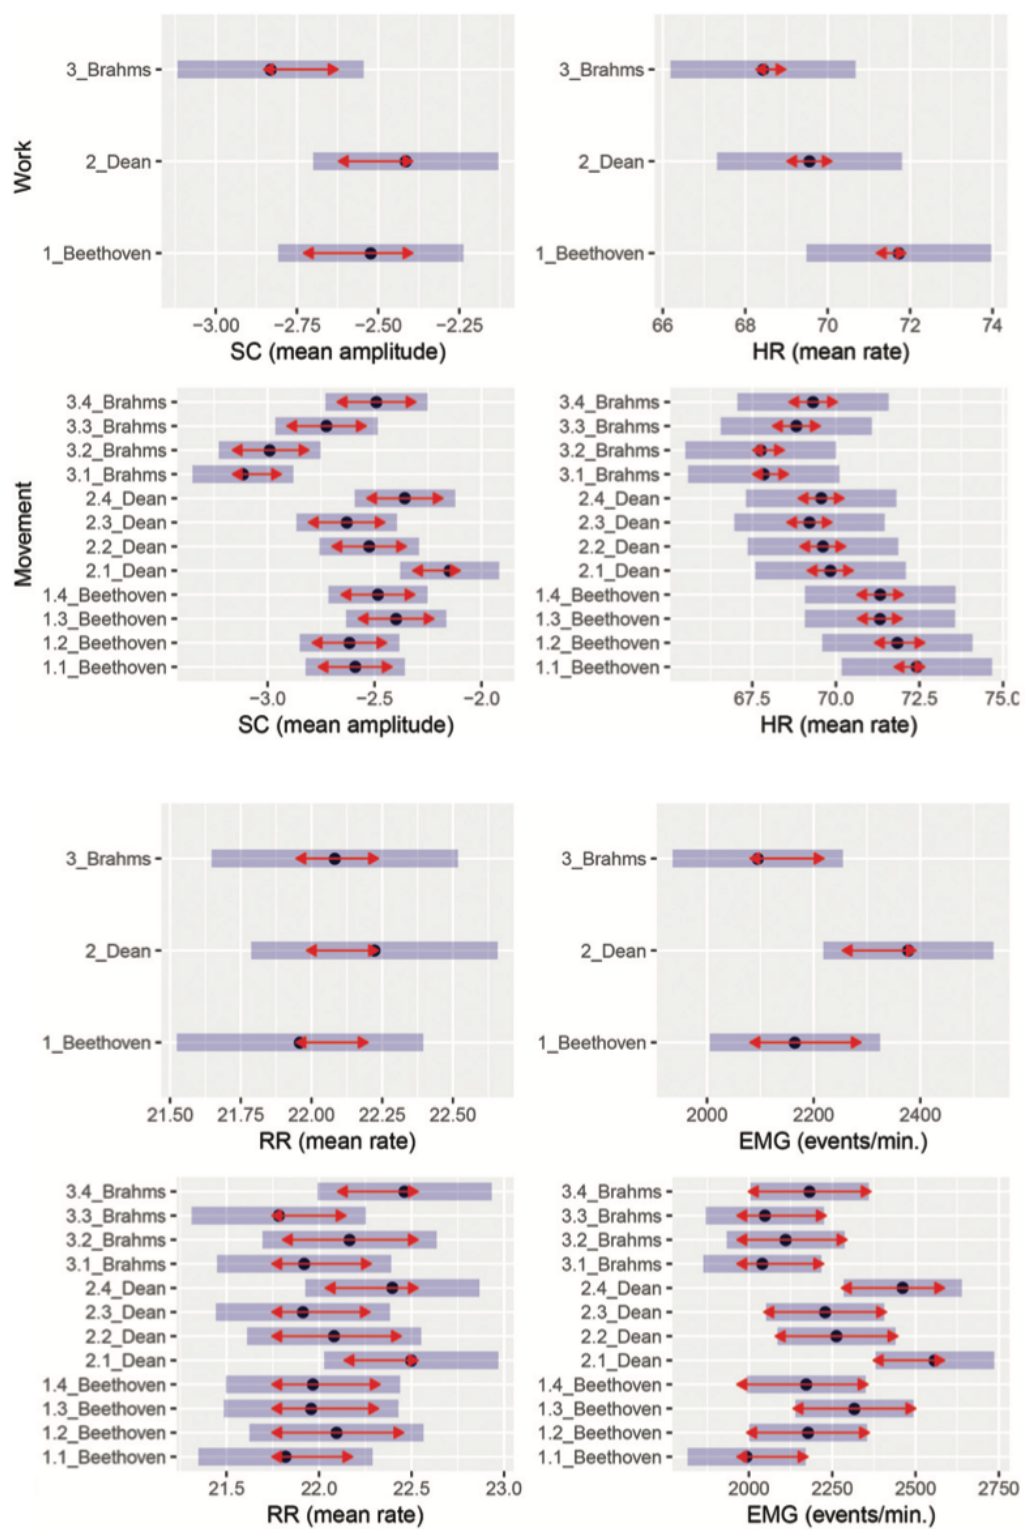 Work
3_Brahms
2_Dean
1_Beethoven
−3.00 −2.75 −2.50 −2.25
SC (mean amplitude)
3_Brahms
2_Dean
1_Beethoven
66 68 70 72 74
HR (mean rate)
Movement
3.4_Brahms
3.3_Brahms
3.2_Brahms
3.1_Brahms
2.4_Dean
2.3_Dean
2.2_Dean
2.1_Dean
1.4_Beethoven
1.3_Beethoven
1.2_Beethoven
1.1_Beethoven
−3.0 −2.5 −2.0
SC (mean amplitude)
3.4_Brahms
3.3_Brahms
3.2_Brahms
3.1_Brahms
2.4_Dean
2.3_Dean
2.2_Dean
2.1_Dean
1.4_Beethoven
1.3_Beethoven
1.2_Beethoven
1.1_Beethoven
67.5 70.0 72.5 75.0
HR (mean rate)
3_Brahms
2_Dean
1_Beethoven
21.50 21.75 22.00 22.25 22.50
RR (mean rate)
3_Brahms
2_Dean
1_Beethoven
2000 2200 2400
EMG (events/min.)
3.4_Brahms
3.3_Brahms
3.2_Brahms
3.1_Brahms
2.4_Dean
2.3_Dean
2.2_Dean
2.1_Dean
1.4_Beethoven
1.3_Beethoven
1.2_Beethoven
1.1_Beethoven
21.5 22.0 22.5 23.0
RR (mean rate)
3.4_Brahms
3.3_Brahms
3.2_Brahms
3.1_Brahms
2.4_Dean
2.3_Dean
2.2_Dean
2.1_Dean
1.4_Beethoven
1.3_Beethoven
1.2_Beethoven
1.1_Beethoven
2000 2250 2500 2750
EMG (events/min.)